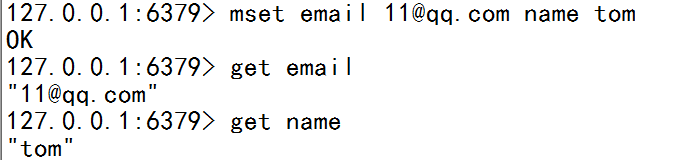 127.0.0.1:6379> mset email 11@qq.com name tom
OK
127.0.0.1:6379> get email
"11@qq.com"
127.0.0.1:6379> get name
"tom"